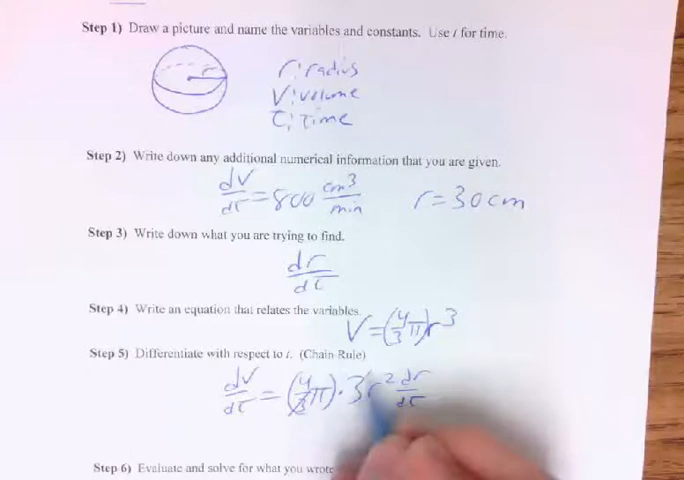 Step 1) Draw a picture and name the variables and constants. Use t for time.
r
r: radius
V: volume
t: Time
Step 2) Write down any additional numerical information that you are given.
dV/dt = 800 cm³/min r = 30 cm
Step 3) Write down what you are trying to find.
dr/dt
Step 4) Write an equation that relates the variables.
V = (4/3 π) r³
Step 5) Differentiate with respect to t. (Chain Rule)
dV/dt = (4/3 π) · 3r² dr/dt
Step 6) Evaluate and solve for what you wrote